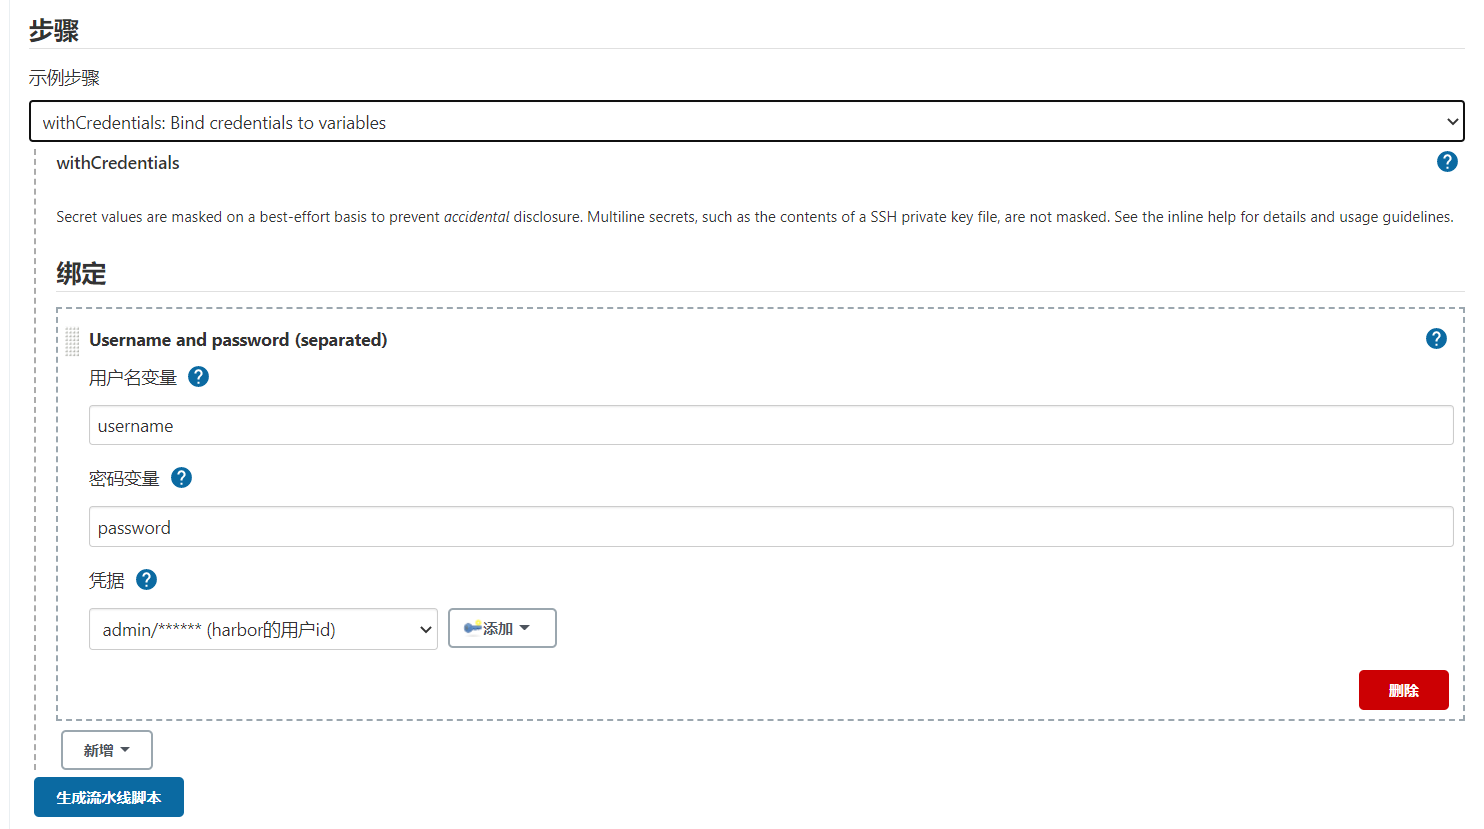 步骤
示例步骤
withCredentials: Bind credentials to variables
withCredentials
Secret values are masked on a best-effort basis to prevent accidental disclosure. Multiline secrets, such as the contents of a SSH private key file, are not masked. See the inline help for details and usage guidelines.
绑定
Username and password (separated)
用户名变量
username
密码变量
password
凭据
admin/****** (harbor的用户id)
添加
删除
新增
生成流水线脚本